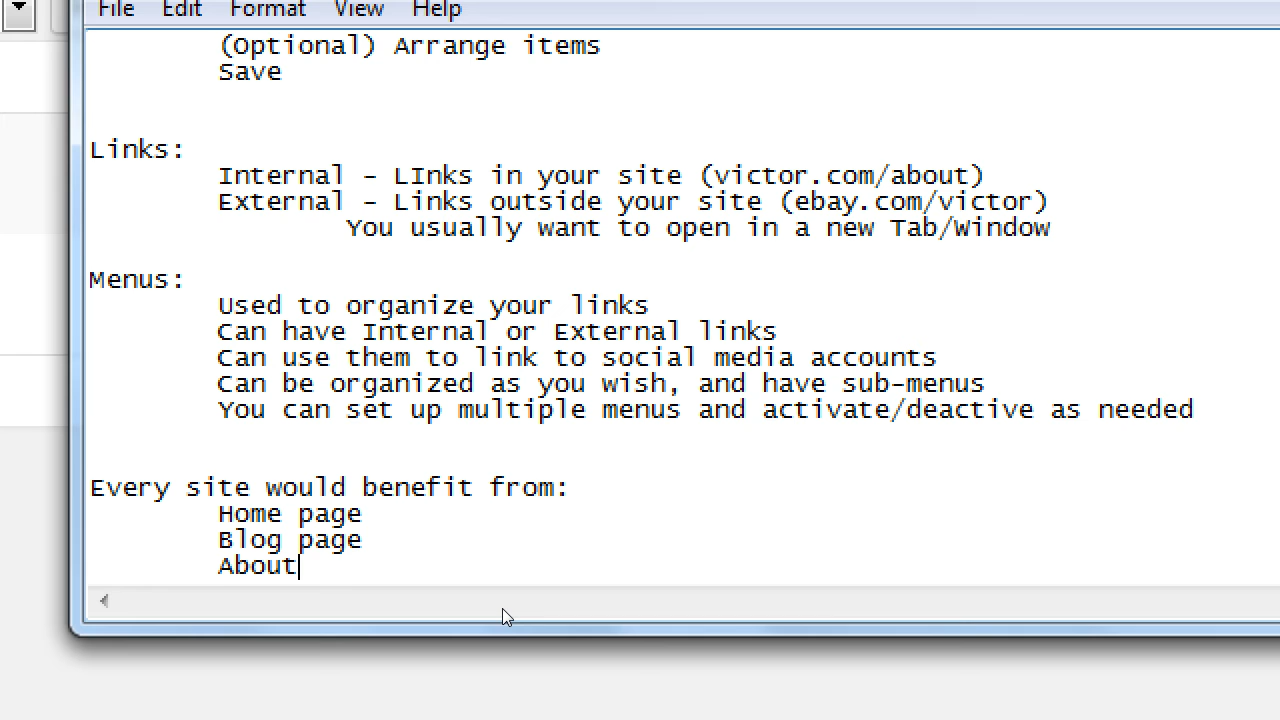 File Edit Format View Help
(Optional) Arrange items
Save
Links:
Internal - LInks in your site (victor.com/about)
External - Links outside your site (ebay.com/victor)
You usually want to open in a new Tab/Window
Menus:
Used to organize your links
Can have Internal or External links
Can use them to link to social media accounts
Can be organized as you wish, and have sub-menus
You can set up multiple menus and activate/deactive as needed
Every site would benefit from:
Home page
Blog page
About